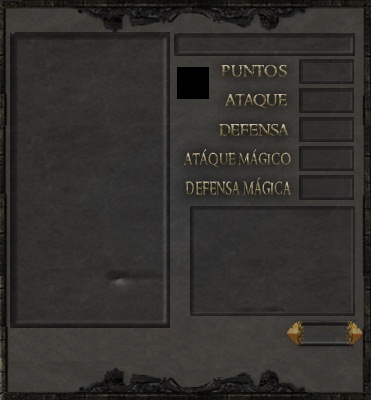 PUNTOS
ATAQUE
DEFENSA
ATÁQUE MÁGICO
DEFENSA MÁGICA